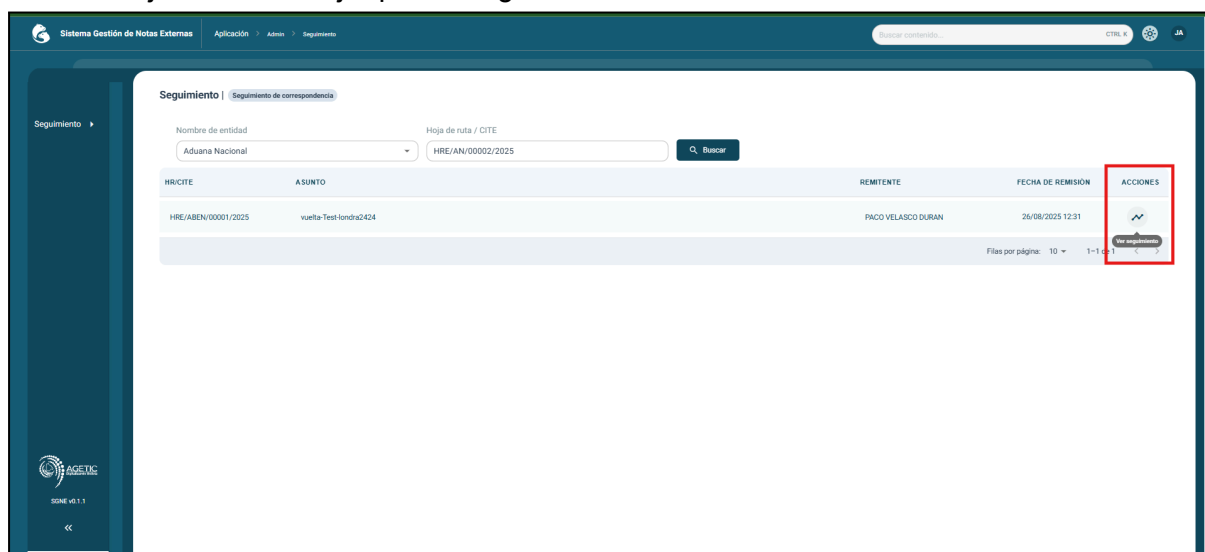 Sistema Gestión de Notas Externas Aplicación > Admin > Seguimiento Buscar contenido... CTRL K JA
Seguimiento | Seguimiento de correspondencia
Seguimiento
Nombre de entidad Hoja de ruta / CITE
Aduana Nacional HRE/AN/00002/2025 Buscar
HR/CITE ASUNTO REMITENTE FECHA DE REMISIÓN ACCIONES
HRE/ABEN/00001/2025 vuelta-Test-londra2424 PACO VELASCO DURAN 26/08/2025 12:31
Ver seguimiento
Filas por página: 10 1-1 de 1 < >
AGETIC
SGNE v0.1.1
«